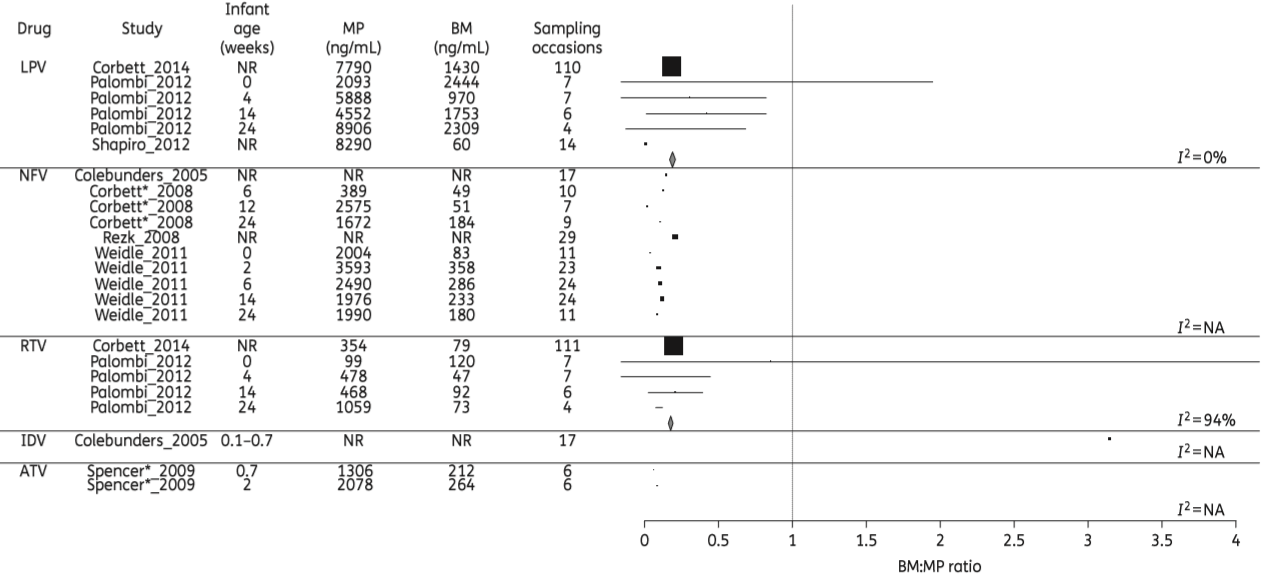 Drug Study Infant age (weeks) MP (ng/mL) BM (ng/mL) Sampling occasions
LPV Corbett_2014 NR 7790 1430 110
Palombi_2012 0 2093 2444 7
Palombi_2012 4 5888 970 7
Palombi_2012 14 4552 1753 6
Palombi_2012 24 8906 2309 4
Shapiro_2012 NR 8290 60 14
I²=0%
NFV Colebunders_2005 NR NR NR 17
Corbett*_2008 6 389 49 10
Corbett*_2008 12 2575 51 7
Corbett*_2008 24 1672 184 9
Rezk_2008 NR NR NR 29
Weidle_2011 0 2004 83 11
Weidle_2011 2 3593 358 23
Weidle_2011 6 2490 286 24
Weidle_2011 14 1976 233 24
Weidle_2011 24 1990 180 11
I²=NA
RTV Corbett_2014 NR 354 79 111
Palombi_2012 0 99 120 7
Palombi_2012 4 478 47 7
Palombi_2012 14 468 92 6
Palombi_2012 24 1059 73 4
I²=94%
IDV Colebunders_2005 0.1–0.7 NR NR 17
I²=NA
ATV Spencer*_2009 0.7 1306 212 6
Spencer*_2009 2 2078 264 6
I²=NA
0 0.5 1 1.5 2 2.5 3 3.5 4
BM:MP ratio